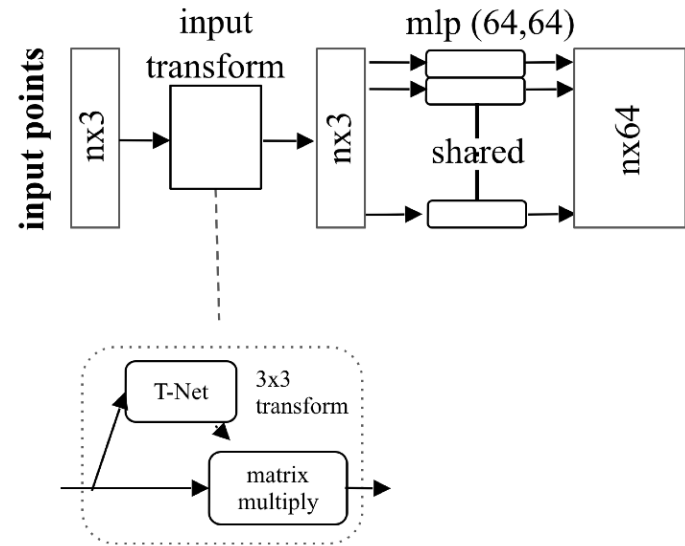 input points
nx3
input
transform
nx3
mlp (64,64)
shared
nx64
T-Net
3x3
transform
matrix
multiply